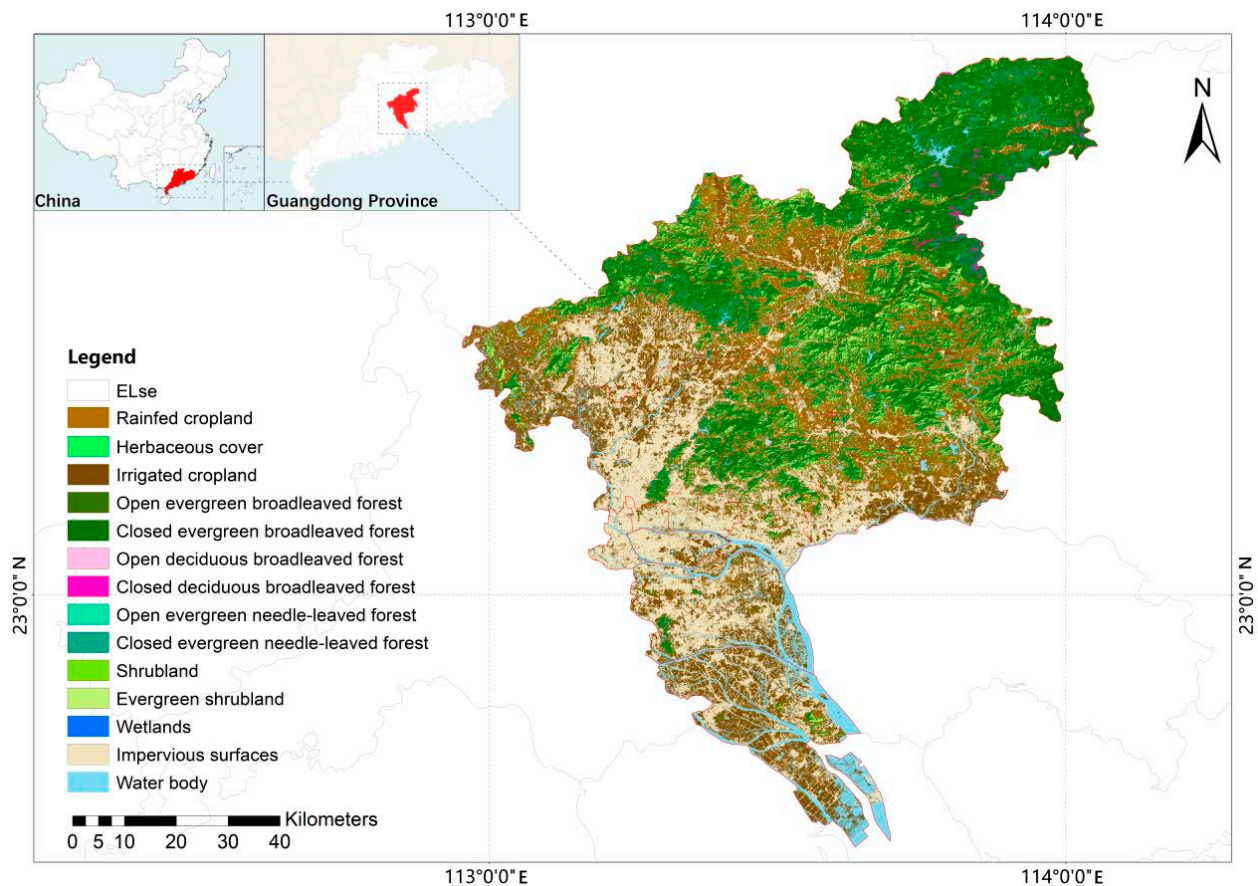 113°0'0"E
114°0'0"E
China
Guangdong Province
N
Legend
ELse
Rainfed cropland
Herbaceous cover
Irrigated cropland
Open evergreen broadleaved forest
Closed evergreen broadleaved forest
Open deciduous broadleaved forest
Closed deciduous broadleaved forest
Open evergreen needle-leaved forest
Closed evergreen needle-leaved forest
Shrubland
Evergreen shrubland
Wetlands
Impervious surfaces
Water body
Kilometers
0 5 10 20 30 40
23°0'0" N
23°0'0" N
113°0'0"E
114°0'0"E